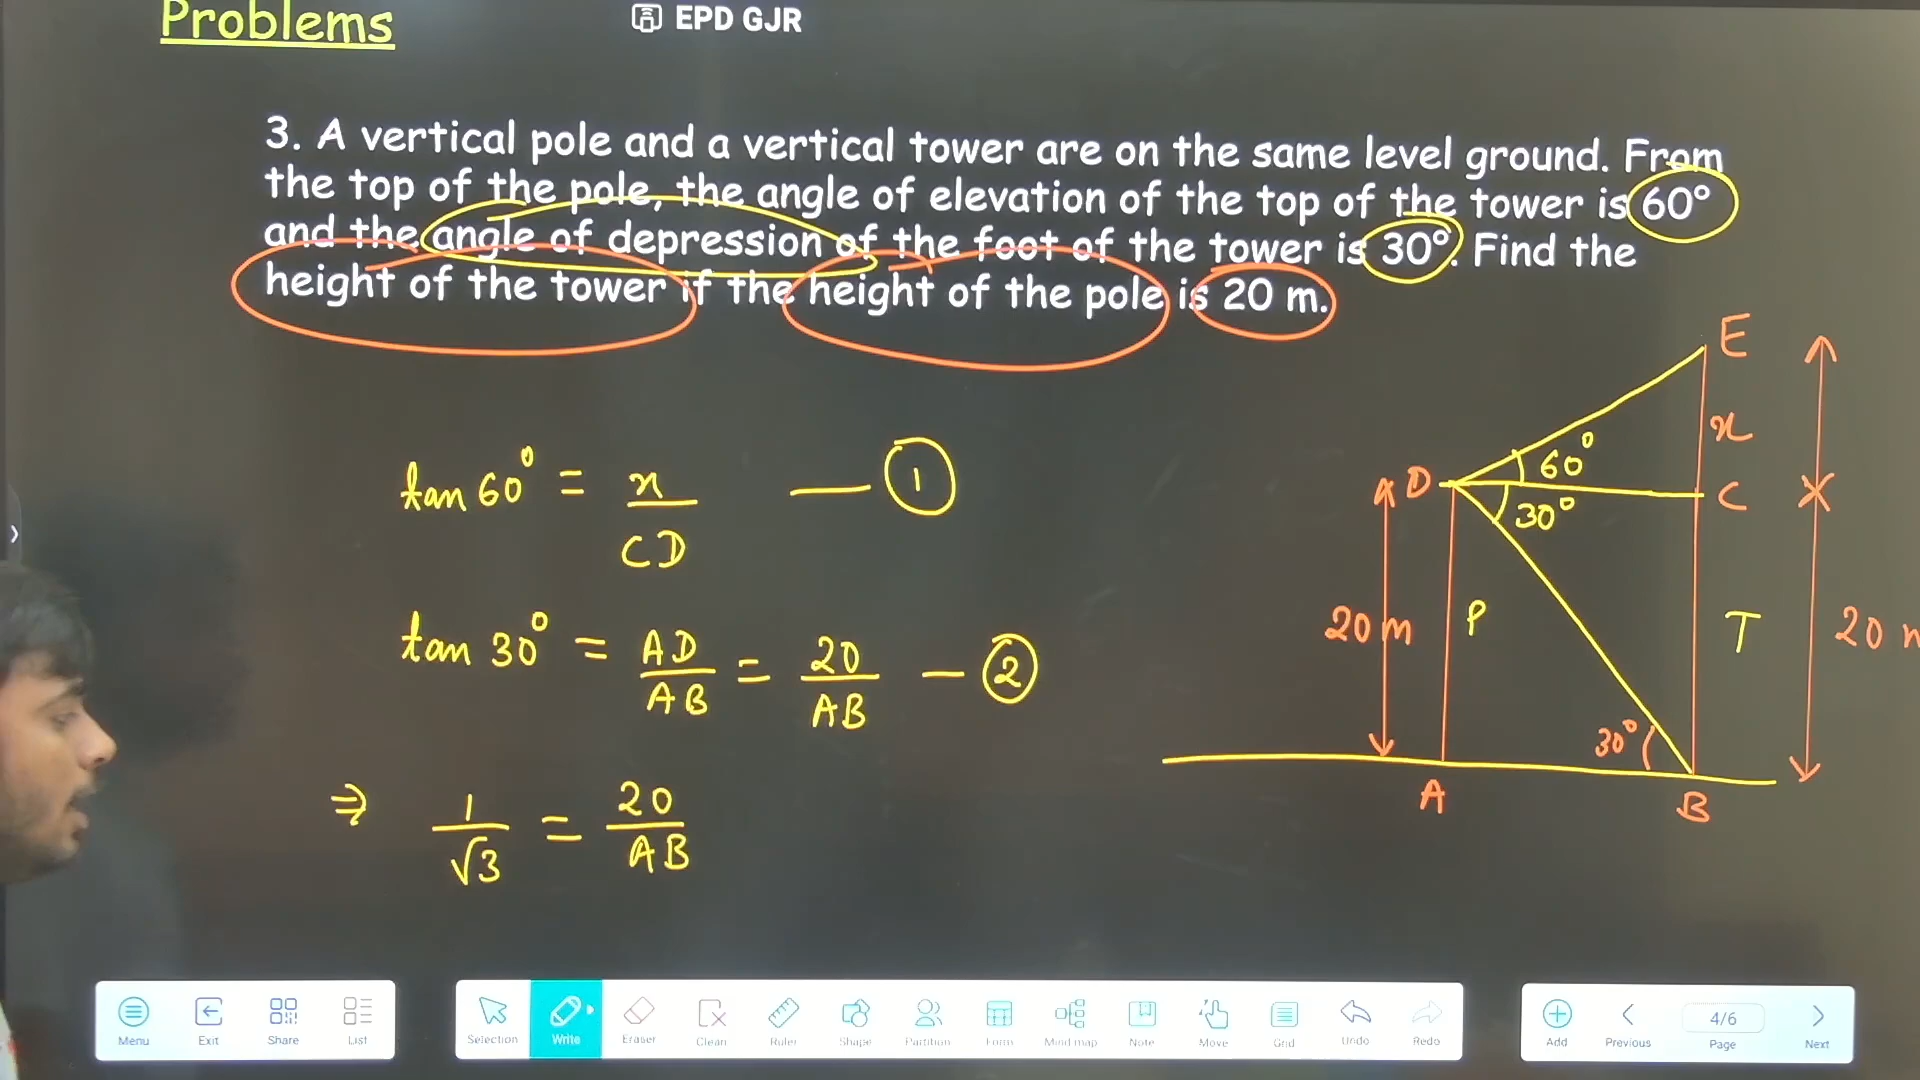 Problems
EPD GJR
3. A vertical pole and a vertical tower are on the same level ground. From
the top of the pole, the angle of elevation of the top of the tower is 60°
and the angle of depression of the foot of the tower is 30°. Find the
height of the tower if the height of the pole is 20 m.
tan 60° = x/CD — ①
tan 30° = AD/AB = 20/AB — ②
⇒ 1/√3 = 20/AB
E
x
60°
D
C
30°
20 m
P
T
20
30°
A
B
Menu
Exit
Share
List
Selection
Write
Eraser
Clean
Ruler
Shape
Partition
Form
Mind map
Note
Move
Grid
Undo
Redo
Add
Previous
4/6
Page
Next